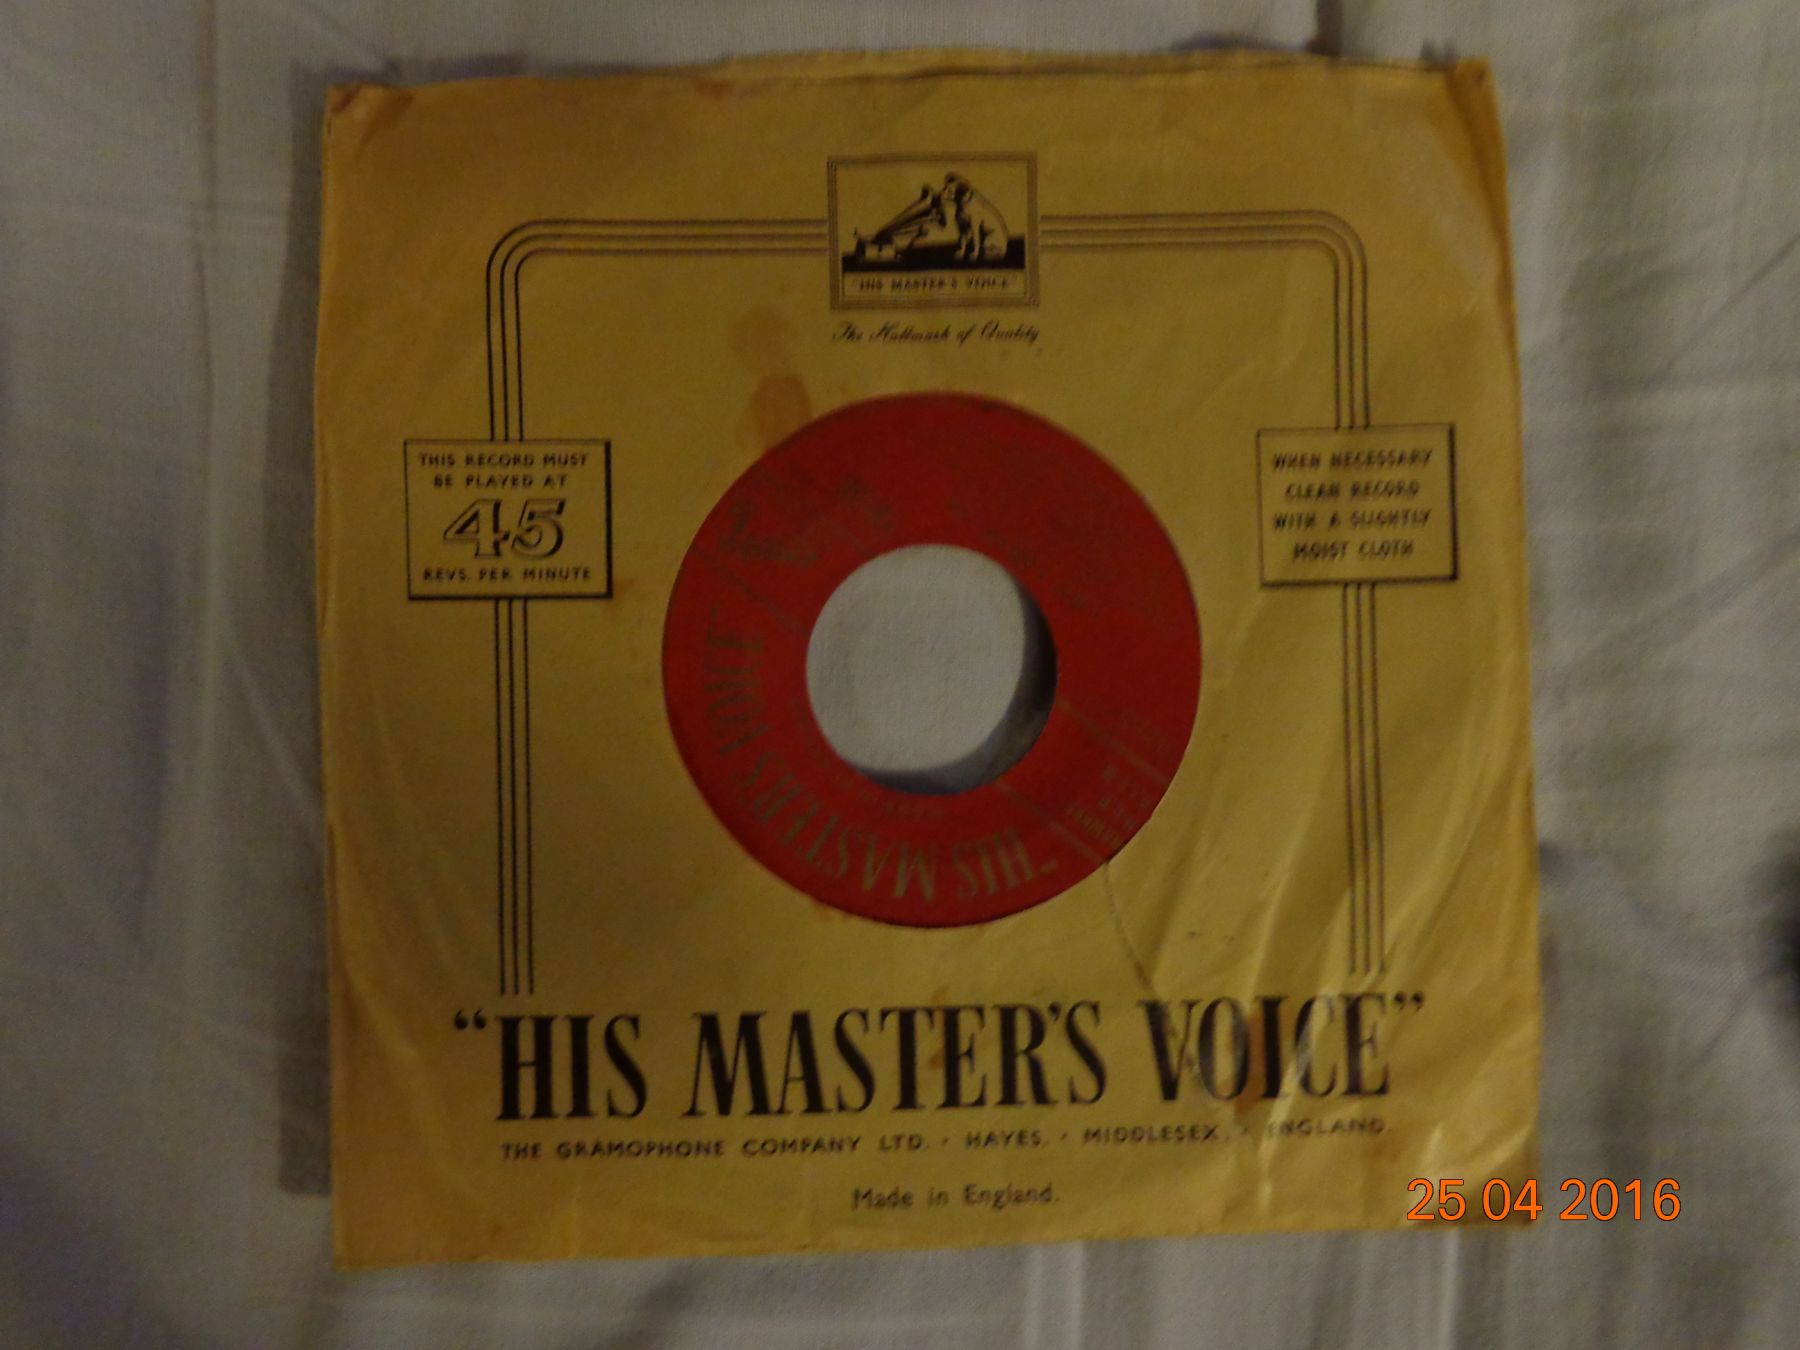 "HIS MASTER'S VOICE"
The Hallmark of Quality
THIS RECORD MUST
BE PLAYED AT
45
REVS. PER MINUTE
WHEN NECESSARY
CLEAN RECORD
WITH A SLIGHTLY
MOIST CLOTH
"HIS MASTER'S VOICE"
"HIS MASTER'S VOICE"
THE GRAMOPHONE COMPANY LTD. · HAYES. · MIDDLESEX. · ENGLAND.
Made in England.
25 04 2016